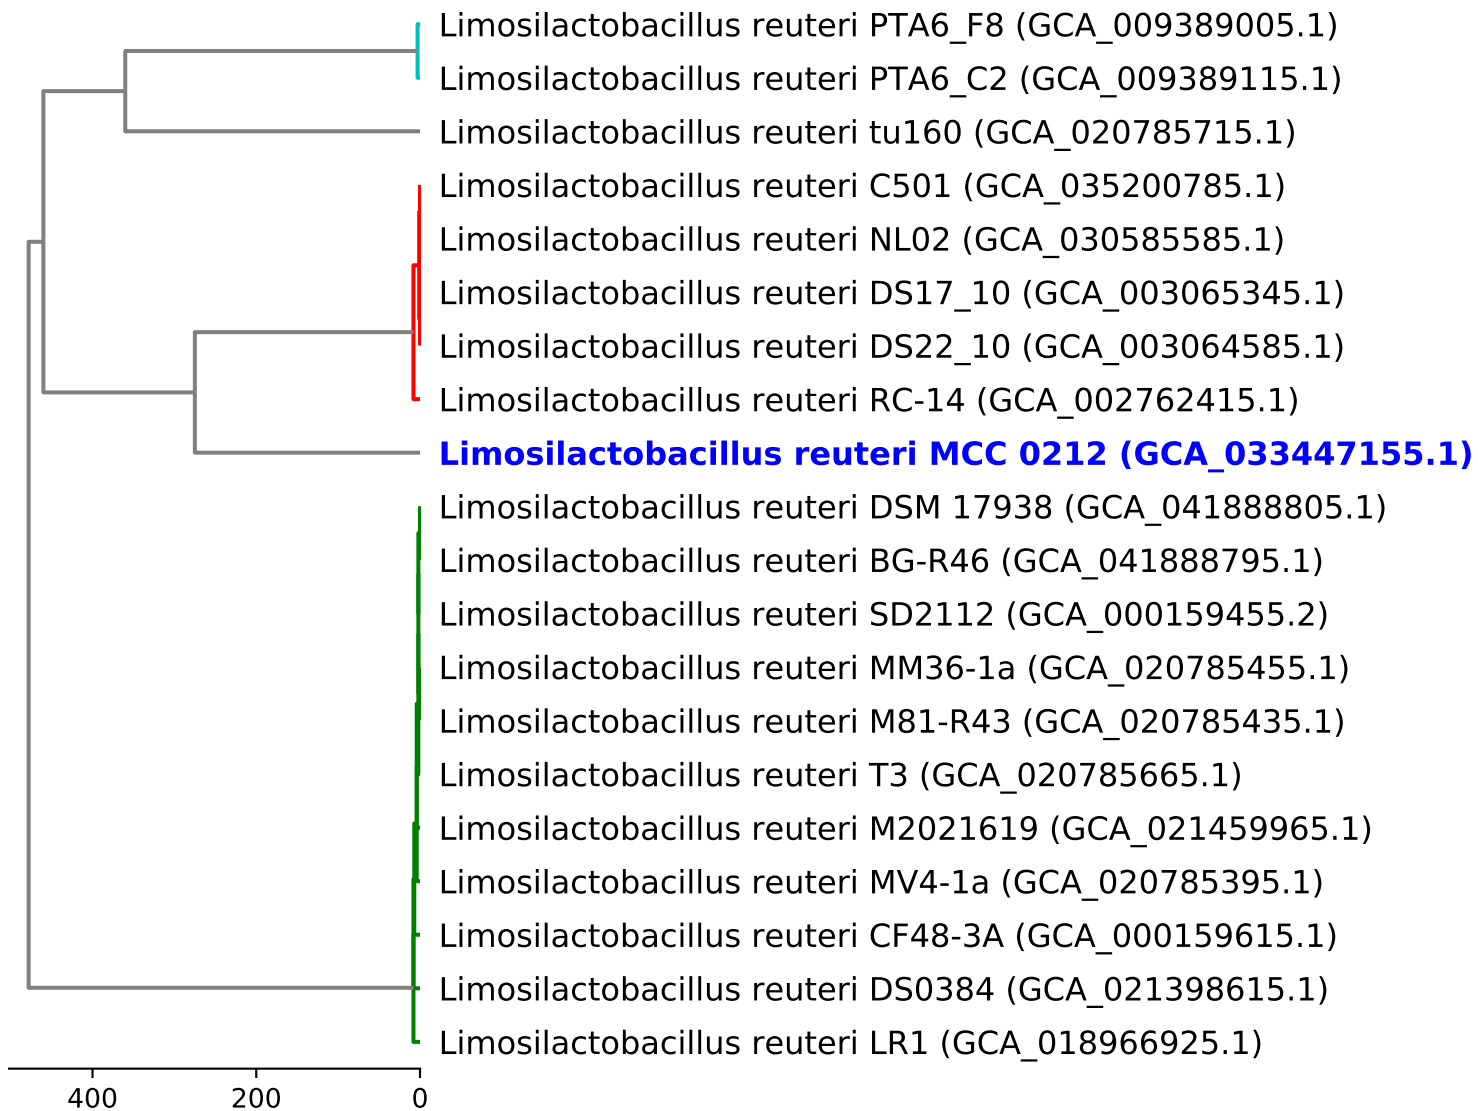 Limosilactobacillus reuteri PTA6_F8 (GCA_009389005.1)
Limosilactobacillus reuteri PTA6_C2 (GCA_009389115.1)
Limosilactobacillus reuteri tu160 (GCA_020785715.1)
Limosilactobacillus reuteri C501 (GCA_035200785.1)
Limosilactobacillus reuteri NL02 (GCA_030585585.1)
Limosilactobacillus reuteri DS17_10 (GCA_003065345.1)
Limosilactobacillus reuteri DS22_10 (GCA_003064585.1)
Limosilactobacillus reuteri RC-14 (GCA_002762415.1)
Limosilactobacillus reuteri MCC 0212 (GCA_033447155.1)
Limosilactobacillus reuteri DSM 17938 (GCA_041888805.1)
Limosilactobacillus reuteri BG-R46 (GCA_041888795.1)
Limosilactobacillus reuteri SD2112 (GCA_000159455.2)
Limosilactobacillus reuteri MM36-1a (GCA_020785455.1)
Limosilactobacillus reuteri M81-R43 (GCA_020785435.1)
Limosilactobacillus reuteri T3 (GCA_020785665.1)
Limosilactobacillus reuteri M2021619 (GCA_021459965.1)
Limosilactobacillus reuteri MV4-1a (GCA_020785395.1)
Limosilactobacillus reuteri CF48-3A (GCA_000159615.1)
Limosilactobacillus reuteri DS0384 (GCA_021398615.1)
Limosilactobacillus reuteri LR1 (GCA_018966925.1)
400 200 0